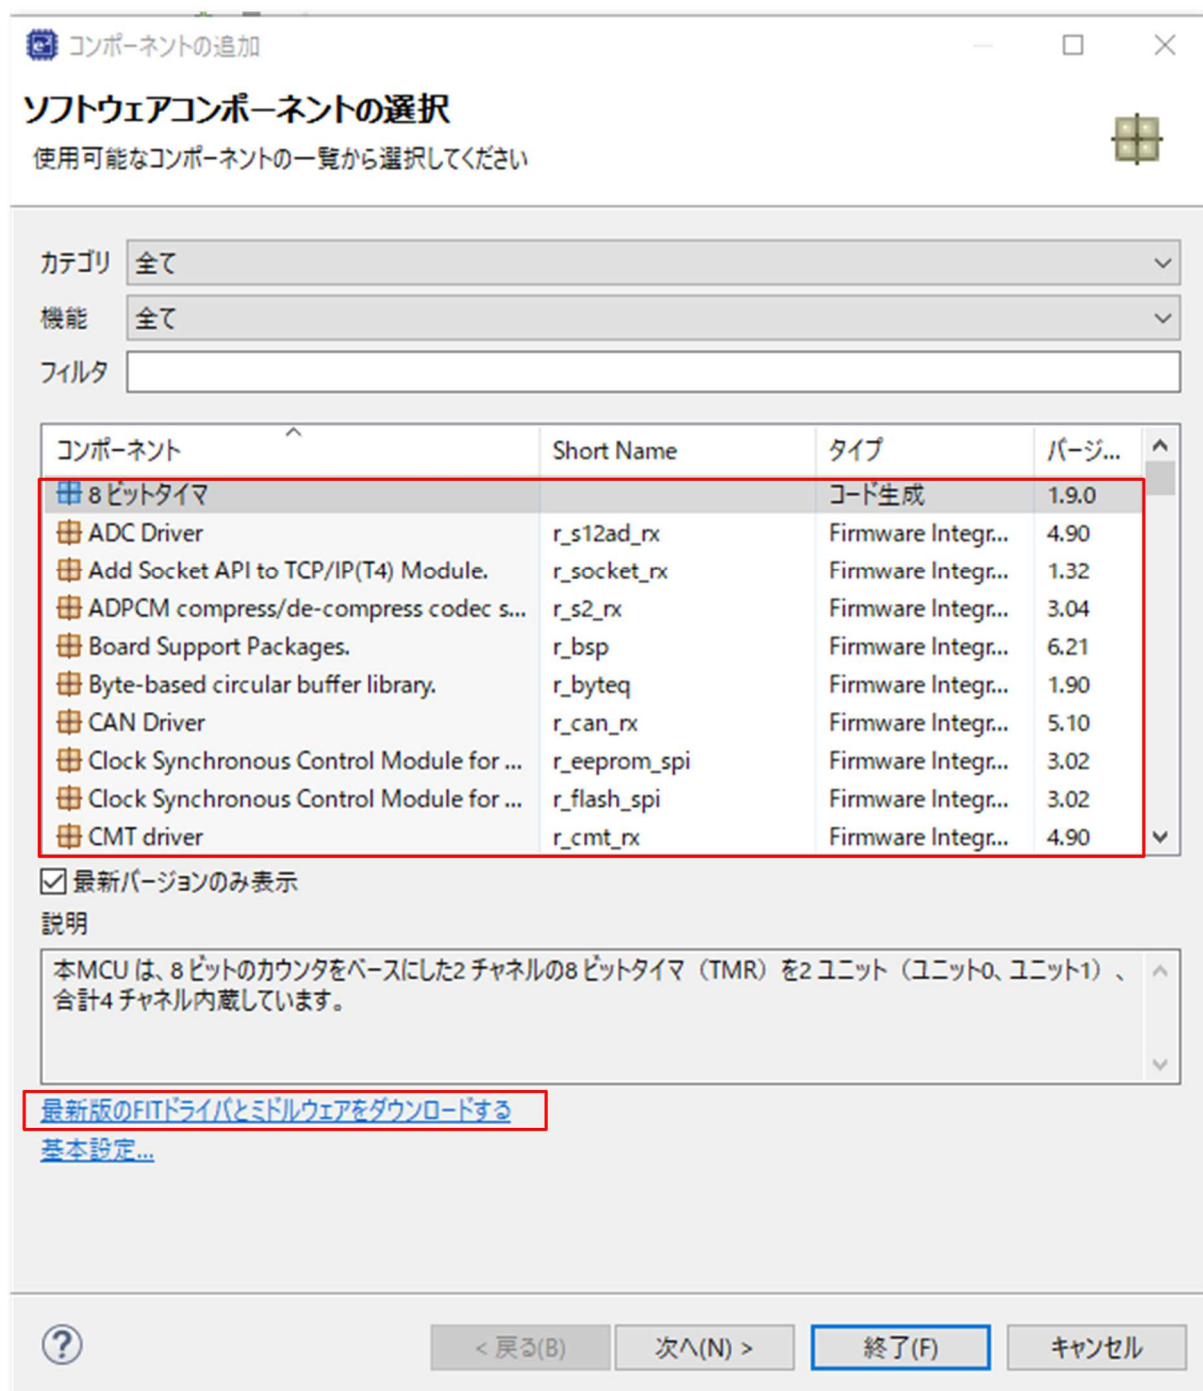 コンポーネントの追加
ソフトウェアコンポーネントの選択
使用可能なコンポーネントの一覧から選択してください
カテゴリ 全て
機能 全て
フィルタ
コンポーネント Short Name タイプ バージ...
8 ビットタイマ コード生成 1.9.0
ADC Driver r_s12ad_rx Firmware Integr... 4.90
Add Socket API to TCP/IP(T4) Module. r_socket_rx Firmware Integr... 1.32
ADPCM compress/de-compress codec s... r_s2_rx Firmware Integr... 3.04
Board Support Packages. r_bsp Firmware Integr... 6.21
Byte-based circular buffer library. r_byteq Firmware Integr... 1.90
CAN Driver r_can_rx Firmware Integr... 5.10
Clock Synchronous Control Module for ... r_eeprom_spi Firmware Integr... 3.02
Clock Synchronous Control Module for ... r_flash_spi Firmware Integr... 3.02
CMT driver r_cmt_rx Firmware Integr... 4.90
最新バージョンのみ表示
説明
本MCU は、8 ビットのカウンタをベースにした2 チャネルの8 ビットタイマ（TMR）を2 ユニット（ユニット0、ユニット1）、
合計4 チャネル内蔵しています。
最新版のFITドライバとミドルウェアをダウンロードする
基本設定...
< 戻る(B) 次へ(N) > 終了(F) キャンセル